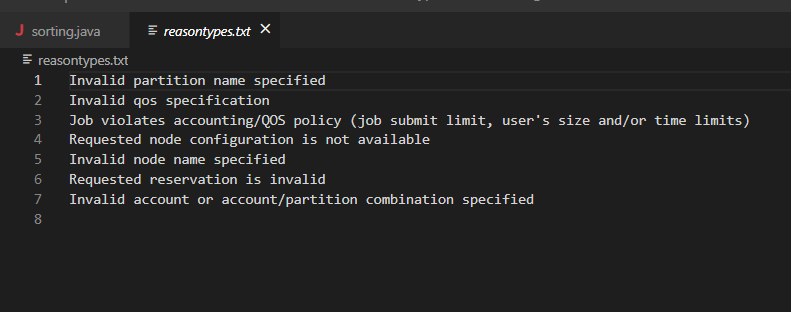 sorting.java
reasontypes.txt
reasontypes.txt
1 Invalid partition name specified
2 Invalid qos specification
3 Job violates accounting/QOS policy (job submit limit, user's size and/or time limits)
4 Requested node configuration is not available
5 Invalid node name specified
6 Requested reservation is invalid
7 Invalid account or account/partition combination specified
8